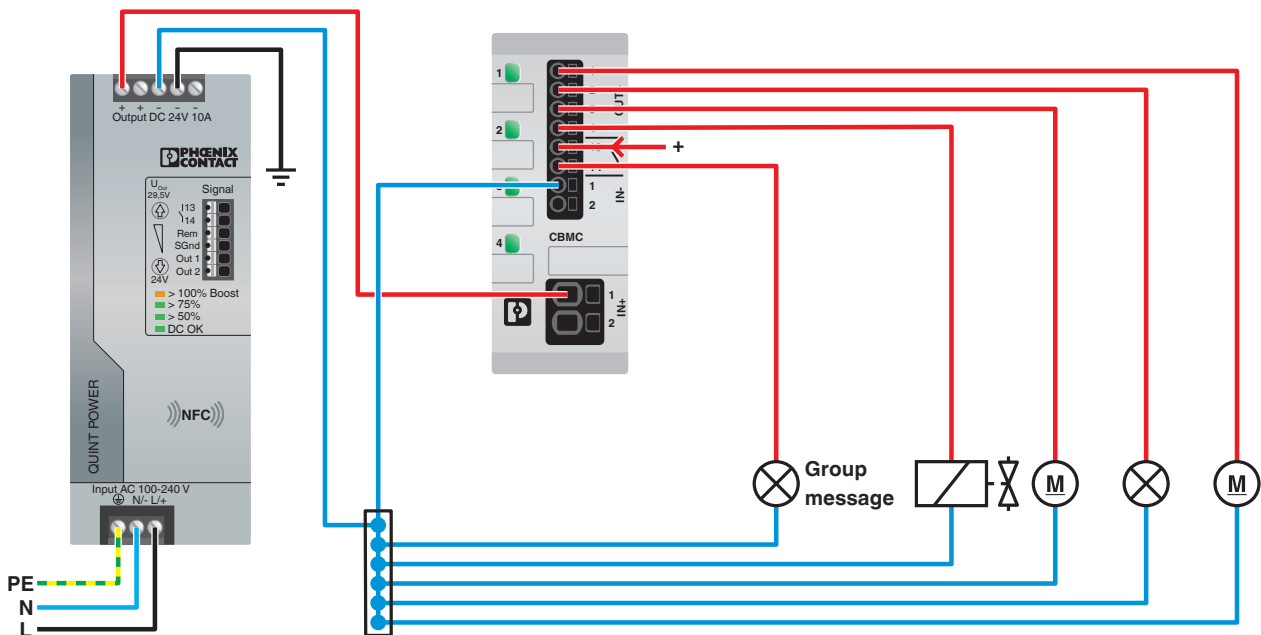 + + - - -
Output DC 24V 10A
PHŒNIX
CONTACT
UOut
29,5V
Signal
13
14
Rem
SGnd
Out 1
Out 2
24V
> 100% Boost
> 75%
> 50%
DC OK
QUINT POWER
NFC
Input AC 100-240 V
N/- L/+
PE
N
L
1
2
4
OUT
+
1
2
IN-
CBMC
1
2
IN+
Group
message
M
M